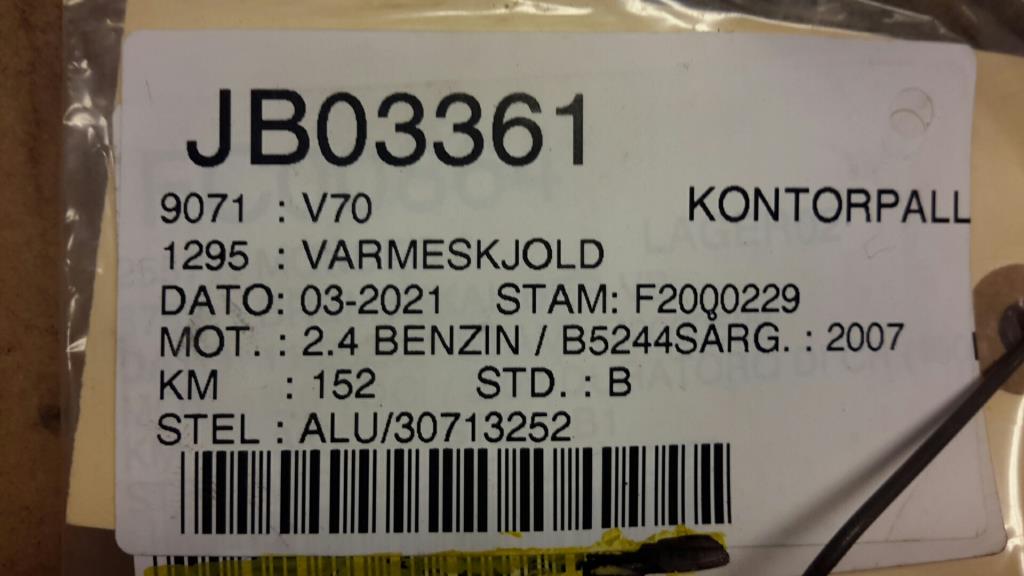 JB03361
9071 : V70 KONTORPALL
1295 : VARMESKJOLD
DATO: 03-2021 STAM: F2000229
MOT. : 2.4 BENZIN / B5244SÅRG. : 2007
KM : 152 STD. : B
STEL : ALU/30713252